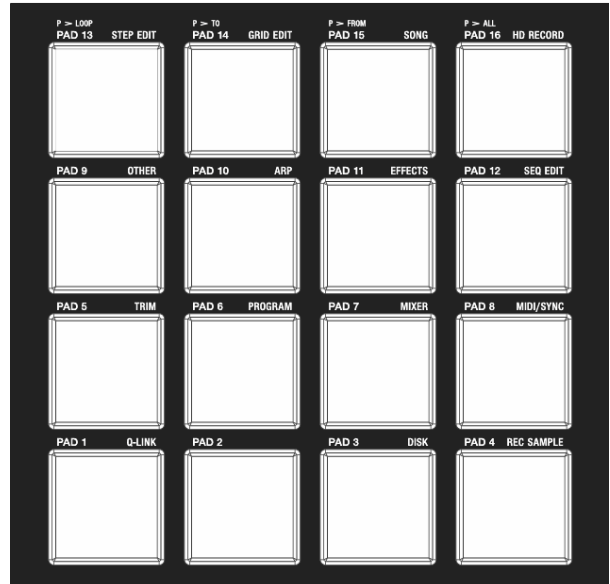 P > LOOP P > TO P > FROM P > ALL
PAD 13 STEP EDIT PAD 14 GRID EDIT PAD 15 SONG PAD 16 HD RECORD
PAD 9 OTHER PAD 10 ARP PAD 11 EFFECTS PAD 12 SEQ EDIT
PAD 5 TRIM PAD 6 PROGRAM PAD 7 MIXER PAD 8 MIDI/SYNC
PAD 1 Q-LINK PAD 2 PAD 3 DISK PAD 4 REC SAMPLE